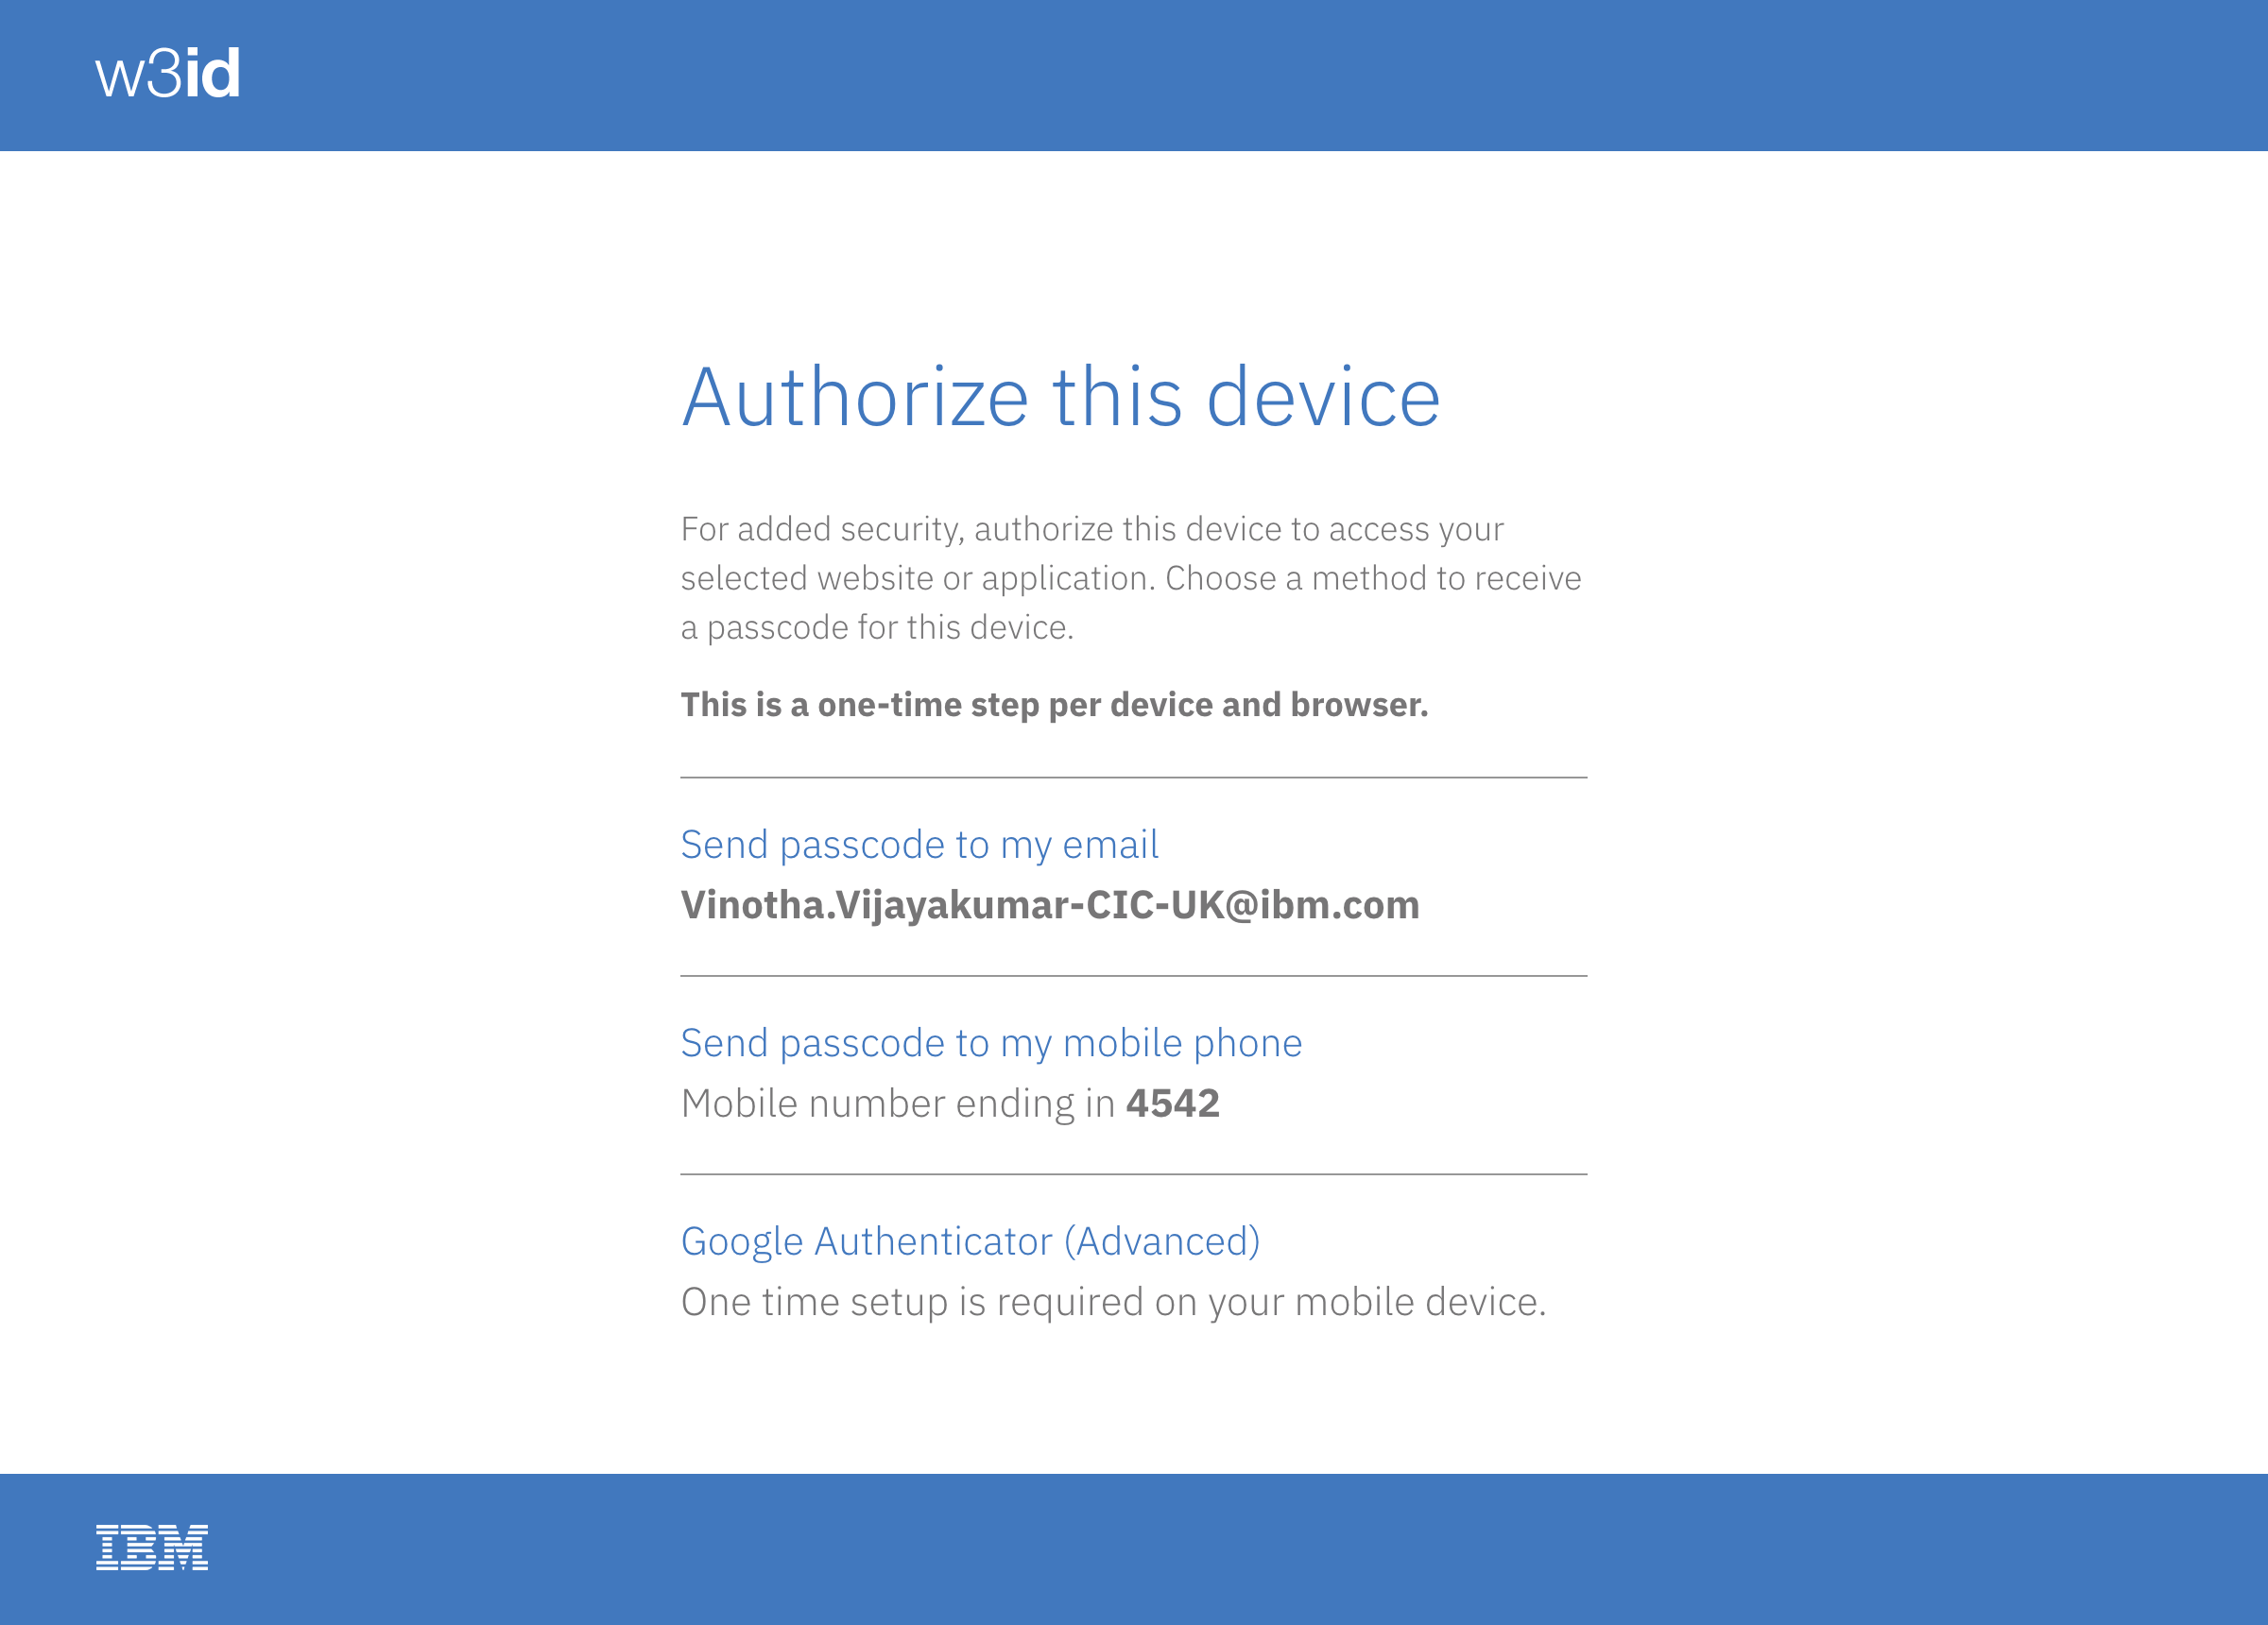 w3id
Authorize this device
For added security, authorize this device to access your
selected website or application. Choose a method to receive
a passcode for this device.
This is a one-time step per device and browser.
Send passcode to my email
Vinotha.Vijayakumar-CIC-UK@ibm.com
Send passcode to my mobile phone
Mobile number ending in 4542
Google Authenticator (Advanced)
One time setup is required on your mobile device.
IBM